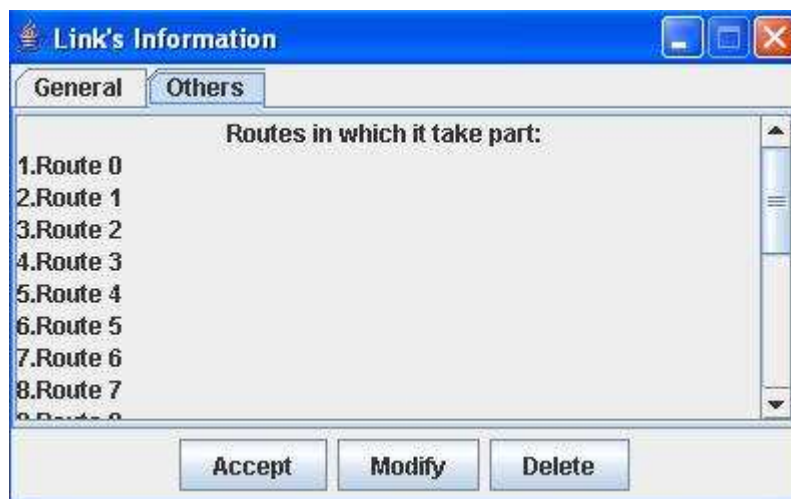 Link's Information
General Others
Routes in which it take part:
1.Route 0
2.Route 1
3.Route 2
4.Route 3
5.Route 4
6.Route 5
7.Route 6
8.Route 7
Accept Modify Delete